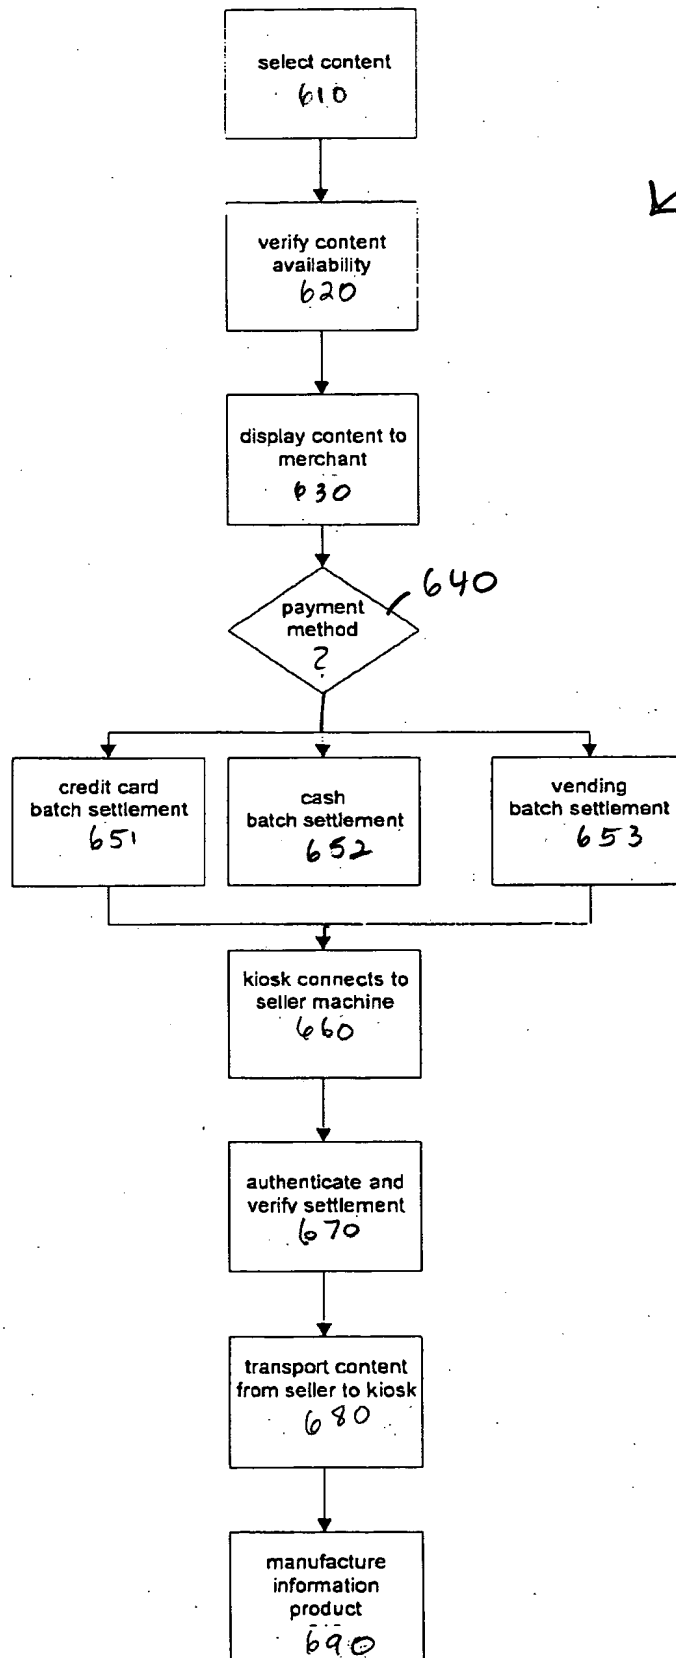 select content
610
verify content
availability
620
display content to
merchant
630
640
payment
method
?
credit card
batch settlement
651
cash
batch settlement
652
vending
batch settlement
653
kiosk connects to
seller machine
660
authenticate and
verify settlement
670
transport content
from seller to kiosk
680
manufacture
information
product
690